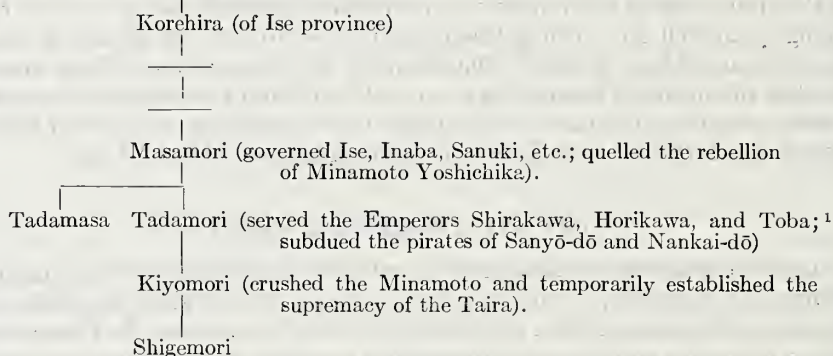 Korehira (of Ise province)
Masamori (governed Ise, Inaba, Sanuki, etc.; quelled the rebellion
of Minamoto Yoshichika).
Tadamasa Tadamori (served the Emperors Shirakawa, Horikawa, and Toba; ¹
subdued the pirates of Sanyō-dō and Nankai-dō)
Kiyomori (crushed the Minamoto and temporarily established the
supremacy of the Taira).
Shigemori